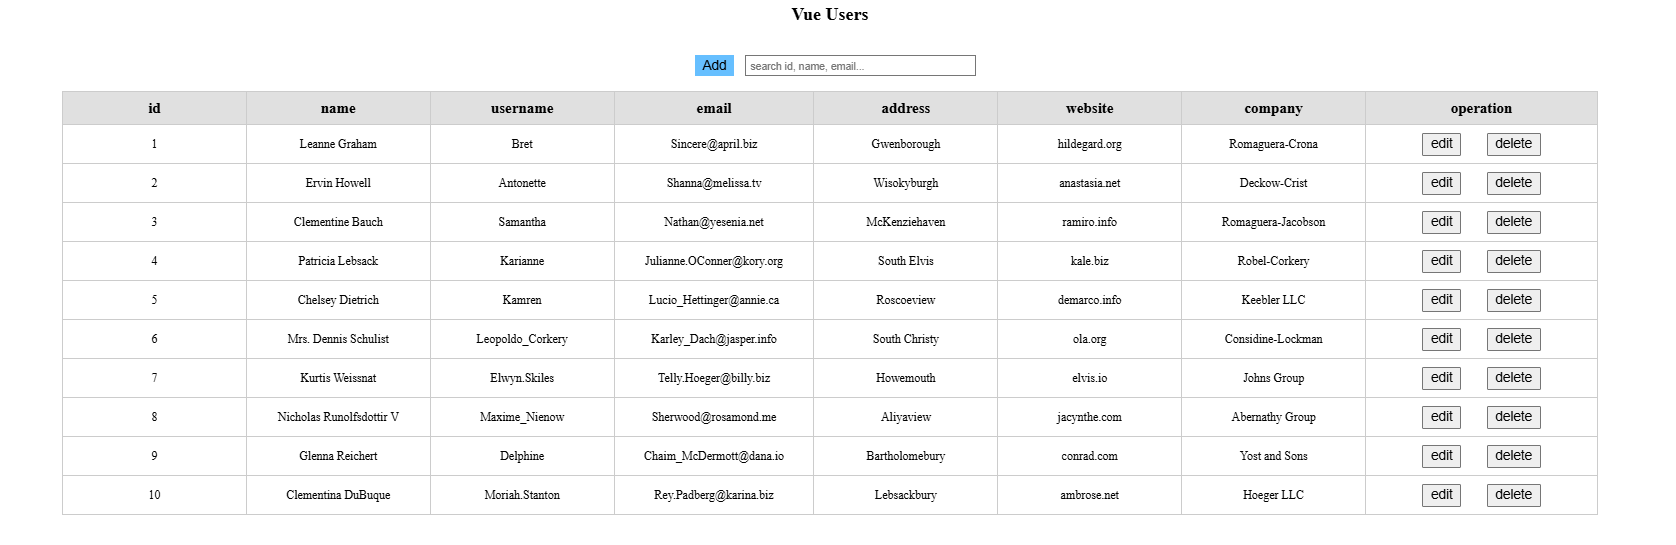 Vue Users
Add search id, name, email...
id name username email address website company operation
1 Leanne Graham Bret Sincere@april.biz Gwenborough hildegard.org Romaguera-Crona edit delete
2 Ervin Howell Antonette Shanna@melissa.tv Wisokyburgh anastasia.net Deckow-Crist edit delete
3 Clementine Bauch Samantha Nathan@yesenia.net McKenziehaven ramiro.info Romaguera-Jacobson edit delete
4 Patricia Lebsack Karianne Julianne.OConner@kory.org South Elvis kale.biz Robel-Corkery edit delete
5 Chelsey Dietrich Kamren Lucio_Hettinger@annie.ca Roscoeview demarco.info Keebler LLC edit delete
6 Mrs. Dennis Schulist Leopoldo_Corkery Karley_Dach@jasper.info South Christy ola.org Considine-Lockman edit delete
7 Kurtis Weissnat Elwyn.Skiles Telly.Hoeger@billy.biz Howemouth elvis.io Johns Group edit delete
8 Nicholas Runolfsdottir V Maxime_Nienow Sherwood@rosamond.me Aliyaview jacynthe.com Abernathy Group edit delete
9 Glenna Reichert Delphine Chaim_McDermott@dana.io Bartholomebury conrad.com Yost and Sons edit delete
10 Clementina DuBuque Moriah.Stanton Rey.Padberg@karina.biz Lebsackbury ambrose.net Hoeger LLC edit delete